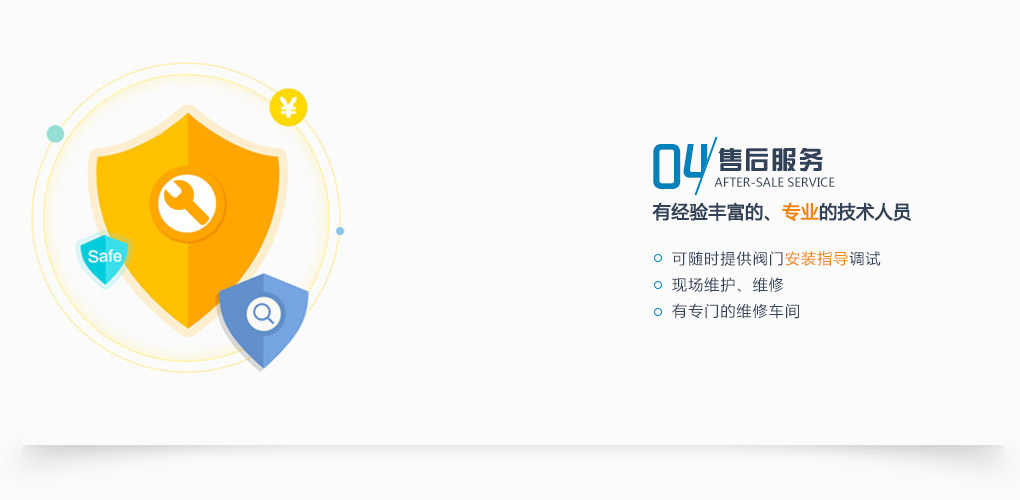 ¥
Safe
04/售后服务
AFTER-SALE SERVICE
有经验丰富的、专业的技术人员
可随时提供阀门安装指导调试
现场维护、维修
有专门的维修车间